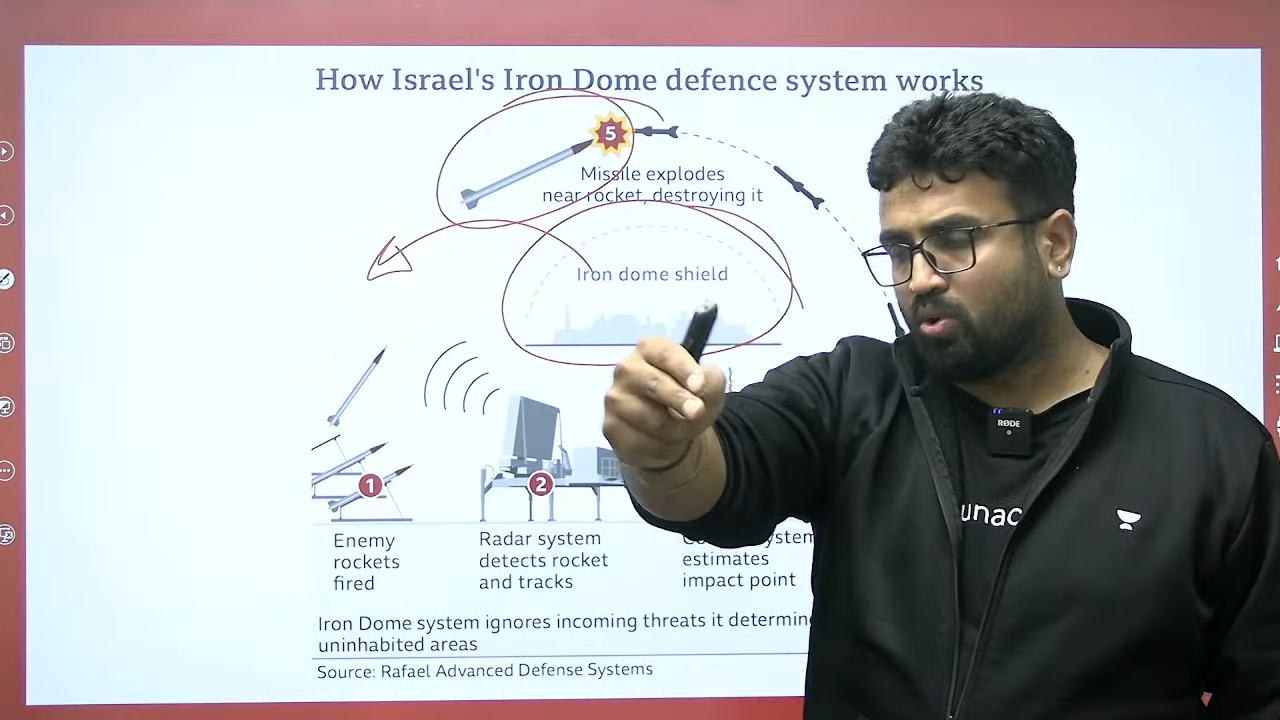 How Israel's Iron Dome defence system works
5
Missile explodes
near rocket, destroying it
Iron dome shield
1
2
Enemy
rockets
fired
Radar system
detects rocket
and tracks
estimates
impact point
Iron Dome system ignores incoming threats it
uninhabited areas
Source: Rafael Advanced Defense Systems
RØDE